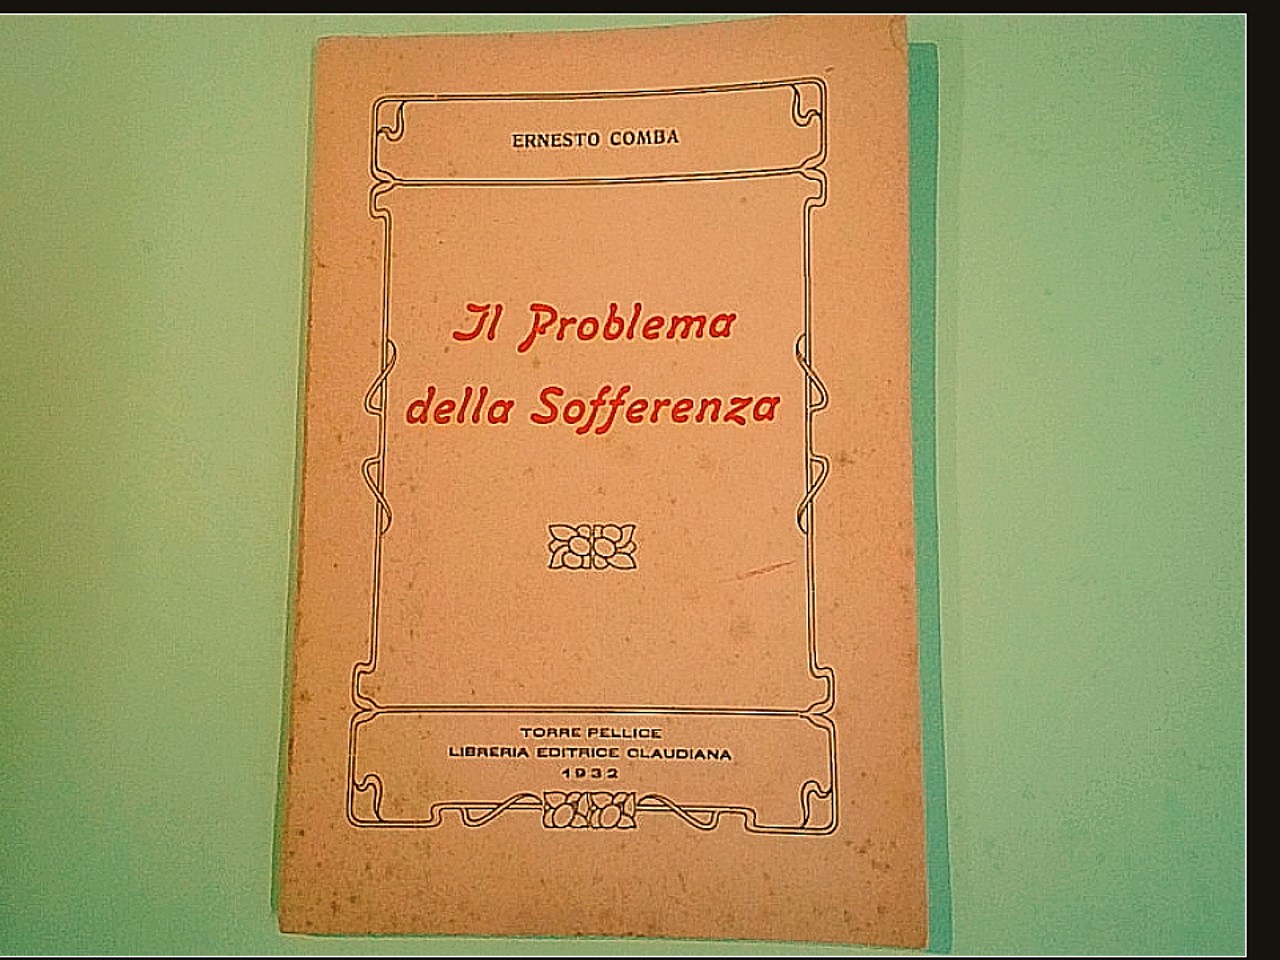 ERNESTO COMBA
Il Problema
della Sofferenza
TORRE PELLICE
LIBRERIA EDITRICE CLAUDIANA
1932